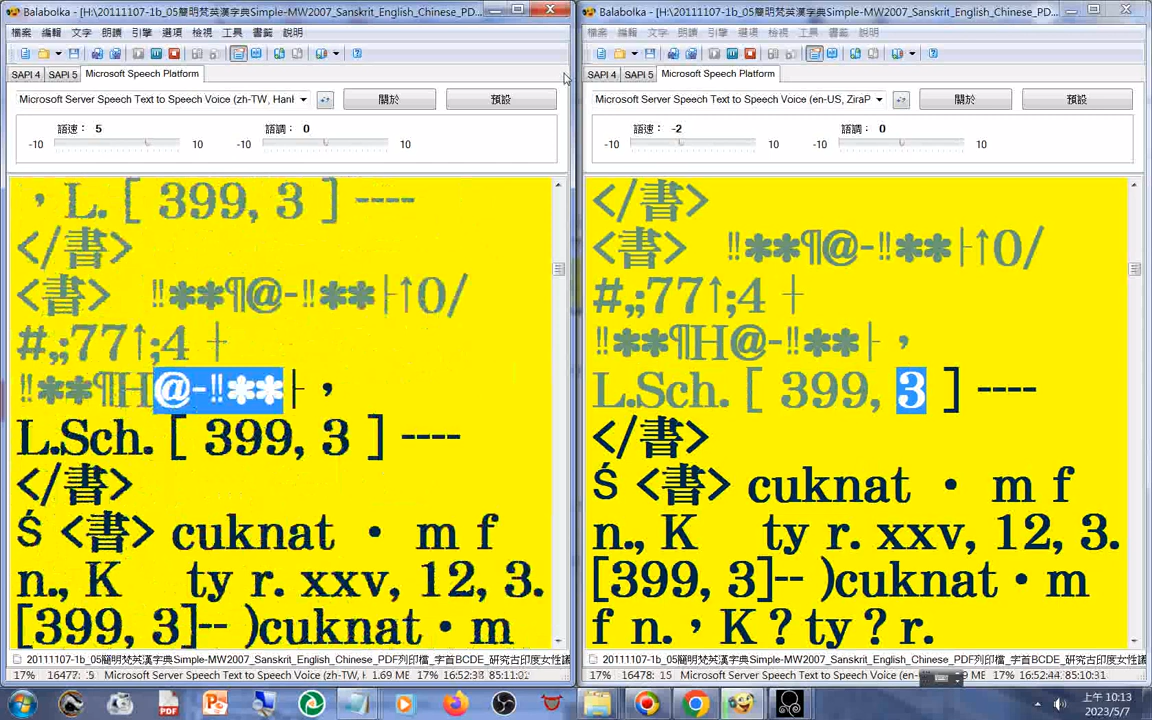 Balabolka - [H:\20111107-1b_05簡明梵英漢字典Simple-MW2007_Sanskrit_English_Chinese_PD...
檔案 編輯 文字 朗讀 引擎 選項 檢視 工具 書籤 說明
SAPI 4 SAPI 5 Microsoft Speech Platform
Microsoft Server Speech Text to Speech Voice (zh-TW, HanH 關於 預設
語速: 5 語調: 0
-10 10 -10 10
，L. [ 399, 3 ] ----
</書>
<書> ‼**¶@-‼**├↑0/
#,;77↑;4 ┼
‼**¶H@-‼**├，
L.Sch. [ 399, 3 ] ----
</書>
Ś <書> cuknat • m f
n., K ty r. xxv, 12, 3.
[399, 3]-- )cuknat•m
20111107-1b_05簡明梵英漢字典Simple-MW2007_Sanskrit_English_Chinese_PDF列印檔_字首BCDE_研究古印度女性議
17% 16477: 5 Microsoft Server Speech Text to Speech Voice (zh-TW, H 1.69 MB 17% 16:52:38 85:11:02
Balabolka - [H:\20111107-1b_05簡明梵英漢字典Simple-MW2007_Sanskrit_English_Chinese_PD...
檔案 編輯 文字 朗讀 引擎 選項 檢視 工具 書籤 說明
SAPI 4 SAPI 5 Microsoft Speech Platform
Microsoft Server Speech Text to Speech Voice (en-US, ZiraP 關於 預設
語速: -2 語調: 0
-10 10 -10 10
</書>
<書> ‼**¶@-‼**├↑0/
#,;77↑;4 ┼
‼**¶H@-‼**├，
L.Sch. [ 399, 3 ] ----
</書>
Ś <書> cuknat • m f
n., K ty r. xxv, 12, 3.
[399, 3]-- )cuknat•m
f n.，K？ty？r.
20111107-1b_05簡明梵英漢字典Simple-MW2007_Sanskrit_English_Chinese_PDF列印檔_字首BCDE_研究古印度女性議
17% 16478: 15 Microsoft Server Speech Text to Speech Voice (en- 17% 16:52:44 85:10:31
上午 10:13
2023/5/7